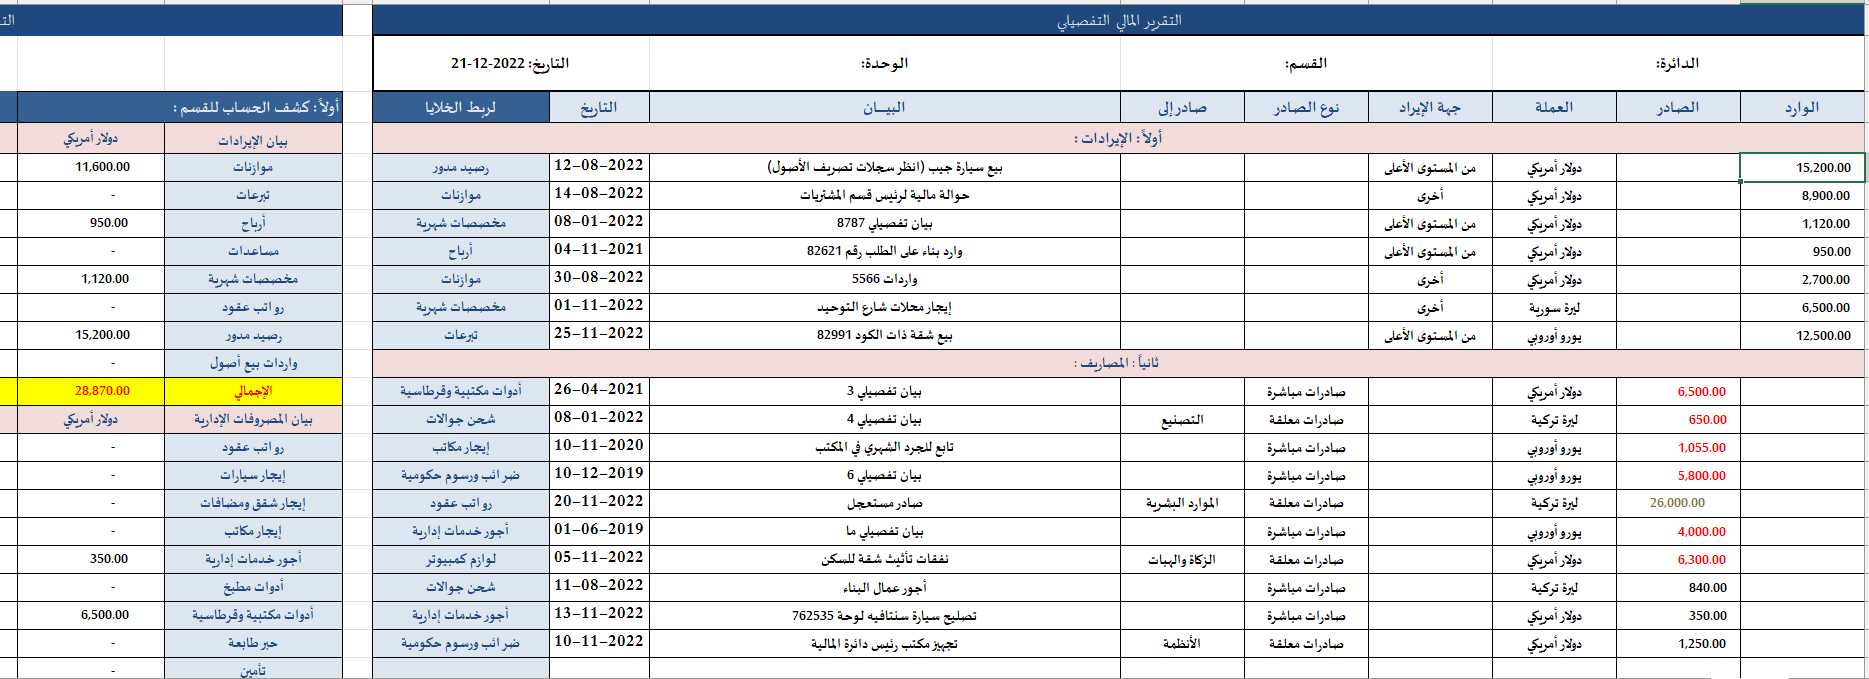 التقرير المالي التفصيلي
الدائرة: القسم: الوحدة: التاريخ: 2022-12-21
الوارد الصادر العملة جهة الإيراد نوع الصادر صادر إلى البيـــان التاريخ لربط الخلايا
أولاً: الإيرادات :
15,200.00 دولار أمريكي من المستوى الأعلى بيع سيارة جيب (انظر سجلات تصريف الأصول) 12-08-2022 رصيد مدور
8,900.00 دولار أمريكي أخرى حوالة مالية لرئيس قسم المشتريات 14-08-2022 موازنات
1,120.00 دولار أمريكي من المستوى الأعلى بيان تفصيلي 8787 08-01-2022 مخصصات شهرية
950.00 دولار أمريكي من المستوى الأعلى وارد بناء على الطلب رقم 82621 04-11-2021 أرباح
2,700.00 دولار أمريكي أخرى واردات 5566 30-08-2022 موازنات
6,500.00 ليرة سورية أخرى إيجار محلات شارع التوحيد 01-11-2022 مخصصات شهرية
12,500.00 يورو أوروبي من المستوى الأعلى بيع شقة ذات الكود 82991 25-11-2022 تبرعات
ثانياً: المصاريف :
6,500.00 دولار أمريكي صادرات مباشرة بيان تفصيلي 3 26-04-2021 أدوات مكتبية وقرطاسية
650.00 ليرة تركية صادرات معلقة التصنيع بيان تفصيلي 4 08-01-2022 شحن جوالات
1,055.00 يورو أوروبي صادرات مباشرة تابع للجرد الشهري في المكتب 10-11-2020 إيجار مكاتب
5,800.00 يورو أوروبي صادرات مباشرة بيان تفصيلي 6 10-12-2019 ضرائب ورسوم حكومية
26,000.00 ليرة تركية صادرات معلقة الموارد البشرية صادر مستعجل 20-11-2022 رواتب عقود
4,000.00 يورو أوروبي صادرات مباشرة بيان تفصيلي ما 01-06-2019 أجور خدمات إدارية
6,300.00 دولار أمريكي صادرات معلقة الزكاة والهبات نفقات تأثيث شقة للسكن 05-11-2022 لوازم كمبيوتر
840.00 ليرة تركية صادرات مباشرة أجور عمال البناء 11-08-2022 شحن جوالات
350.00 دولار أمريكي صادرات مباشرة تصليح سيارة سنتافيه لوحة 762535 13-11-2022 أجور خدمات إدارية
1,250.00 دولار أمريكي صادرات معلقة الأنظمة تجهيز مكتب رئيس دائرة المالية 10-11-2022 ضرائب ورسوم حكومية
أولاً: كشف الحساب للقسم :
بيان الإيرادات دولار أمريكي
موازنات 11,600.00
تبرعات -
أرباح 950.00
مساعدات -
مخصصات شهرية 1,120.00
رواتب عقود -
رصيد مدور 15,200.00
واردات بيع أصول -
الإجمالي 28,870.00
بيان المصروفات الإدارية دولار أمريكي
رواتب عقود -
إيجار سيارات -
إيجار شقق ومضافات -
إيجار مكاتب -
أجور خدمات إدارية 350.00
أدوات مطبخ -
أدوات مكتبية وقرطاسية 6,500.00
حبر طابعة -
تأمين -